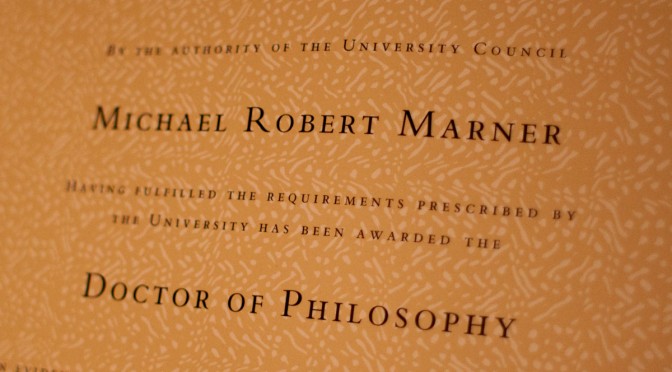 By the authority of the University Council
Michael Robert Marner
Having fulfilled the requirements prescribed by
the University has been awarded the
Doctor of Philosophy